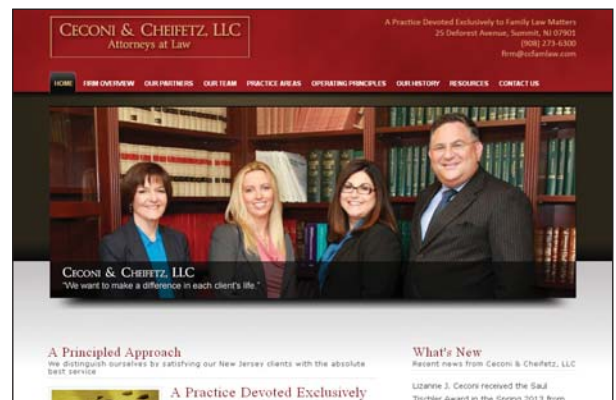 CECONI & CHEIFETZ, LLC
Attorneys at Law
A Practice Devoted Exclusively to Family Law Matters
25 Deforest Avenue, Summit, NJ 07901
(908) 273-6300
firm@ccfamlaw.com
HOME FIRM OVERVIEW OUR PARTNERS OUR TEAM PRACTICE AREAS OPERATING PRINCIPLES OUR HISTORY RESOURCES CONTACT US
CECONI & CHEIFETZ, LLC
"We want to make a difference in each client's life."
A Principled Approach
We distinguish ourselves by satisfying our New Jersey clients with the absolute
best service
A Practice Devoted Exclusively
What's New
Recent news from Ceconi & Cheifetz, LLC
Lizanne J. Ceconi received the Saul
Tischler Award in the Spring 2013 from